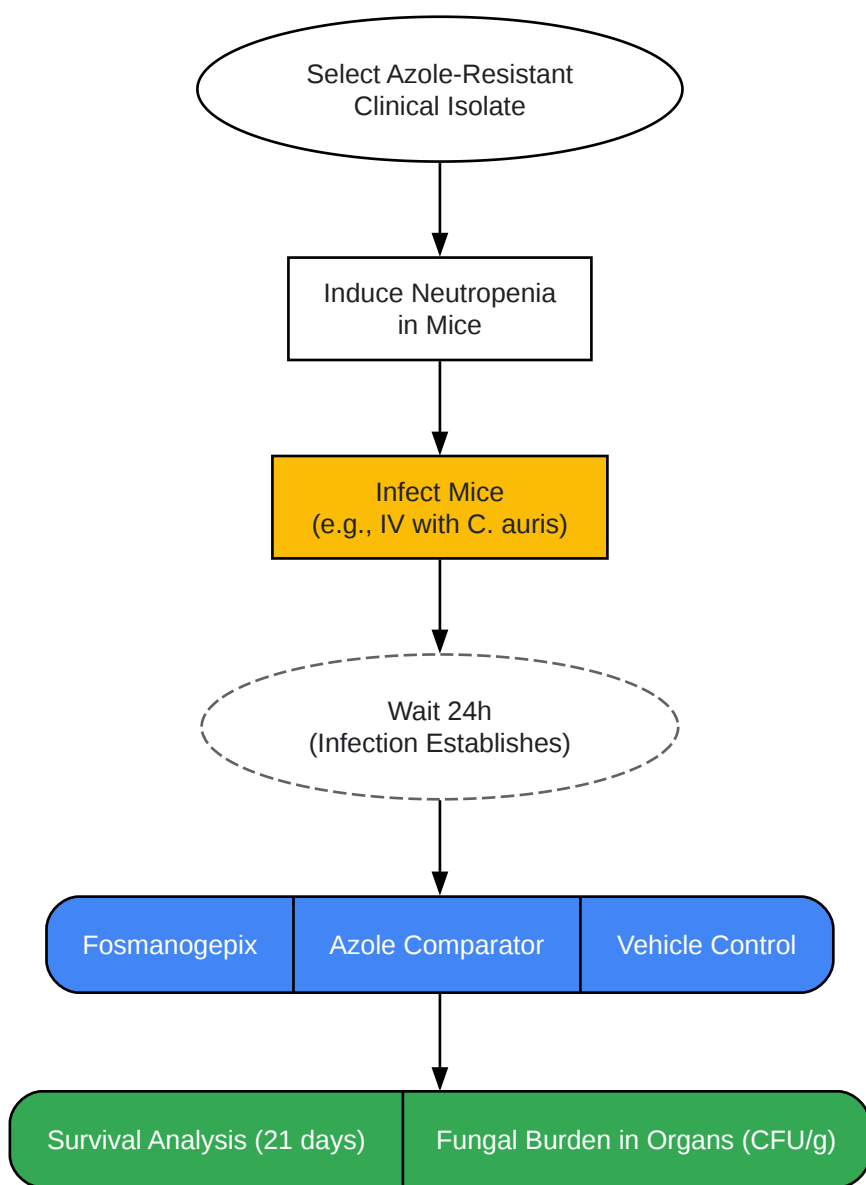 Select Azole-Resistant
Clinical Isolate
Induce Neutropenia
in Mice
Infect Mice
(e.g., IV with C. auris)
Wait 24h
(Infection Establishes)
Fosmanogepix
Azole Comparator
Vehicle Control
Survival Analysis (21 days)
Fungal Burden in Organs (CFU/g)